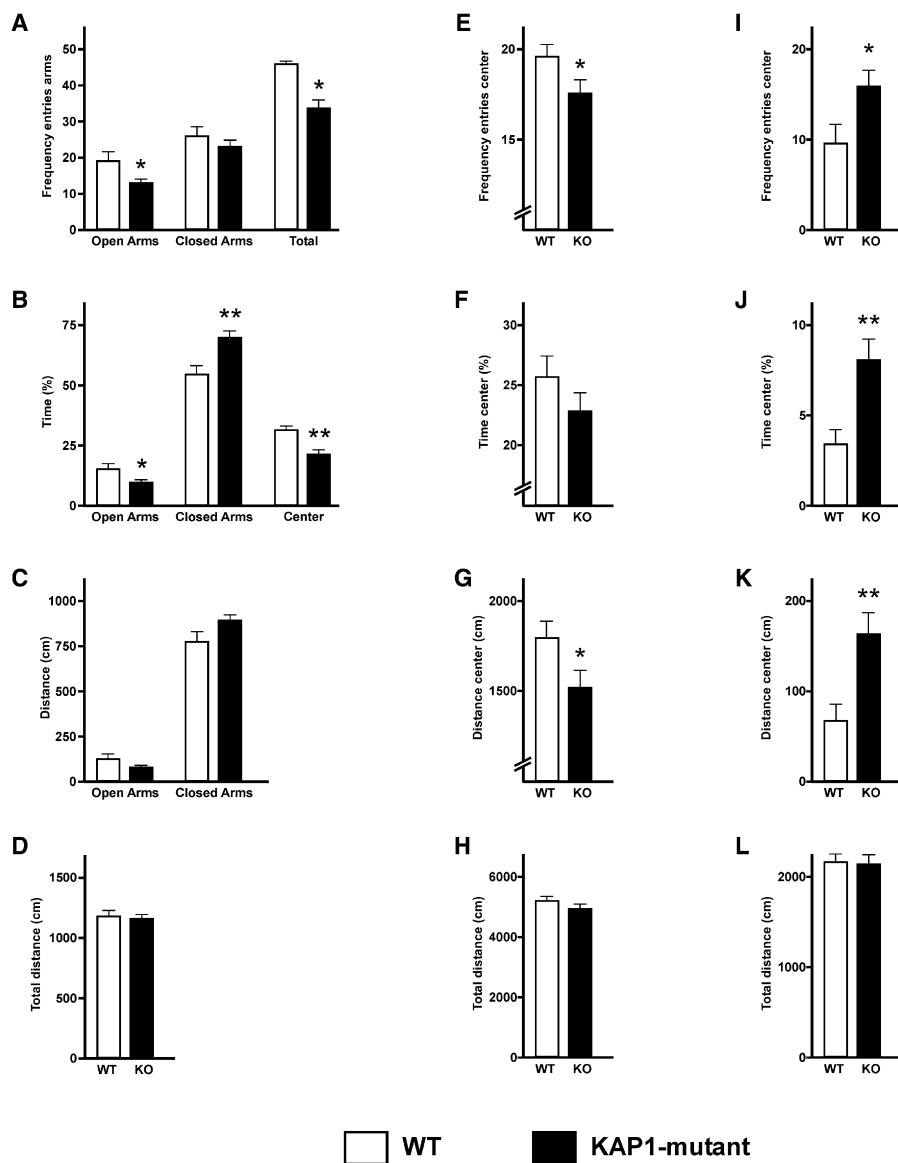 A
Frequency entries arms
50
40
30
20
10
0
*
*
Open Arms Closed Arms Total
E
Frequency entries center
20
15
*
WT KO
I
Frequency entries center
20
10
0
*
WT KO
B
Time (%)
75
50
25
0
*
**
**
Open Arms Closed Arms Center
F
Time center (%)
30
25
20
WT KO
J
Time center (%)
10
5
0
**
WT KO
C
Distance (cm)
1000
750
500
250
0
Open Arms Closed Arms
G
Distance center (cm)
2000
1500
*
WT KO
K
Distance center (cm)
200
100
0
**
WT KO
D
Total distance (cm)
1500
1000
500
0
WT KO
H
Total distance (cm)
6000
4000
2000
0
WT KO
L
Total distance (cm)
2000
1000
0
WT KO
WT KAP1-mutant